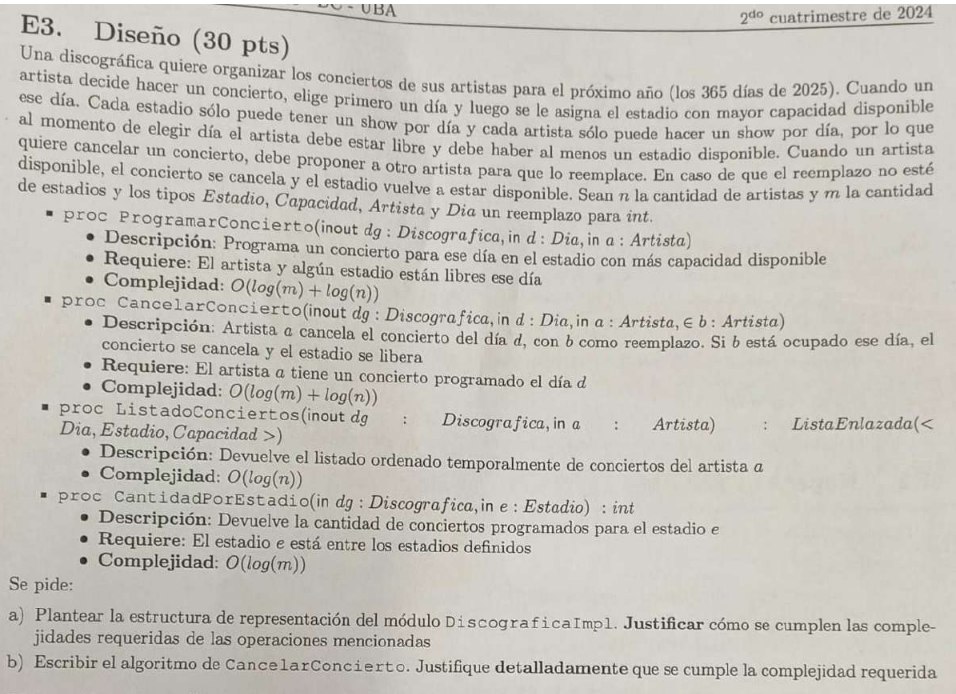 DC - UBA
2do cuatrimestre de 2024
E3. Diseño (30 pts)
Una discográfica quiere organizar los conciertos de sus artistas para el próximo año (los 365 días de 2025). Cuando un
artista decide hacer un concierto, elige primero un día y luego se le asigna el estadio con mayor capacidad disponible
ese día. Cada estadio sólo puede tener un show por día y cada artista sólo puede hacer un show por día, por lo que
al momento de elegir día el artista debe estar libre y debe haber al menos un estadio disponible. Cuando un artista
quiere cancelar un concierto, debe proponer a otro artista para que lo reemplace. En caso de que el reemplazo no esté
disponible, el concierto se cancela y el estadio vuelve a estar disponible. Sean n la cantidad de artistas y m la cantidad
de estadios y los tipos Estadio, Capacidad, Artista y Dia un reemplazo para int.
▪ proc ProgramarConcierto(inout dg : Discografica, in d : Dia, in a : Artista)
• Descripción: Programa un concierto para ese día en el estadio con más capacidad disponible
• Requiere: El artista y algún estadio están libres ese día
• Complejidad: O(log(m) + log(n))
▪ proc CancelarConcierto(inout dg : Discografica, in d : Dia, in a : Artista, ∈ b : Artista)
• Descripción: Artista a cancela el concierto del día d, con b como reemplazo. Si b está ocupado ese día, el
concierto se cancela y el estadio se libera
• Requiere: El artista a tiene un concierto programado el día d
• Complejidad: O(log(m) + log(n))
▪ proc ListadoConciertos(inout dg : Discografica, in a : Artista) : ListaEnlazada(<
Dia, Estadio, Capacidad >)
• Descripción: Devuelve el listado ordenado temporalmente de conciertos del artista a
• Complejidad: O(log(n))
▪ proc CantidadPorEstadio(in dg : Discografica, in e : Estadio) : int
• Descripción: Devuelve la cantidad de conciertos programados para el estadio e
• Requiere: El estadio e está entre los estadios definidos
• Complejidad: O(log(m))
Se pide:
a) Plantear la estructura de representación del módulo DiscograficaImpl. Justificar cómo se cumplen las comple-
jidades requeridas de las operaciones mencionadas
b) Escribir el algoritmo de CancelarConcierto. Justifique detalladamente que se cumple la complejidad requerida